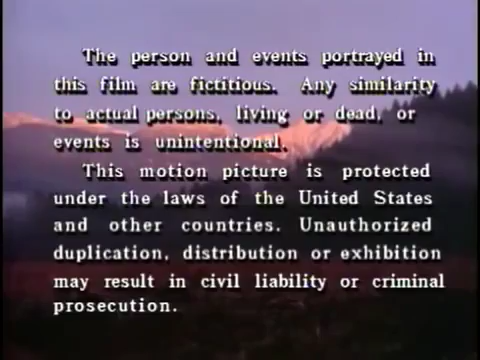 The person and events portrayed in
this film are fictitious. Any similarity
to actual persons, living or dead, or
events is unintentional.
This motion picture is protected
under the laws of the United States
and other countries. Unauthorized
duplication, distribution or exhibition
may result in civil liability or criminal
prosecution.